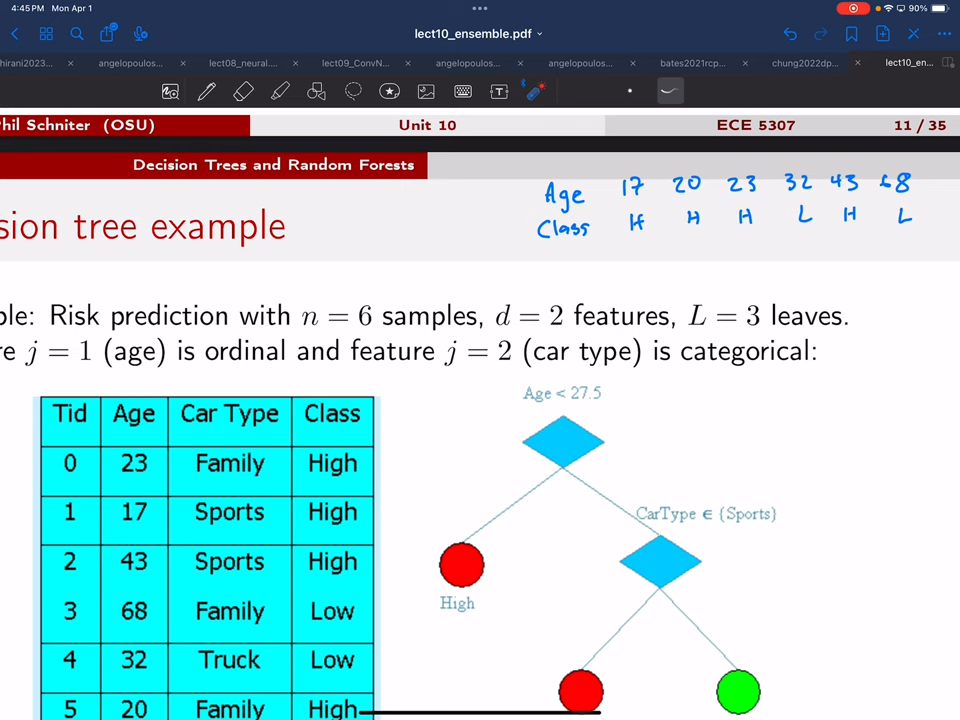 4:45 PM Mon Apr 1
90%
lect10_ensemble.pdf
hirani2023...
angelopoulos...
lect08_neural...
lect09_ConvN...
angelopoulos...
angelopoulos...
bates2021rcp...
chung2022dp...
lect10_en...
hil Schniter (OSU)
Unit 10
ECE 5307
11 / 35
Decision Trees and Random Forests
Age 17 20 23 32 43 68
Class H H H L H L
sion tree example
ple: Risk prediction with n = 6 samples, d = 2 features, L = 3 leaves.
re j = 1 (age) is ordinal and feature j = 2 (car type) is categorical:
Tid Age Car Type Class
0 23 Family High
1 17 Sports High
2 43 Sports High
3 68 Family Low
4 32 Truck Low
5 20 Family High
Age < 27.5
CarType ∈ {Sports}
High